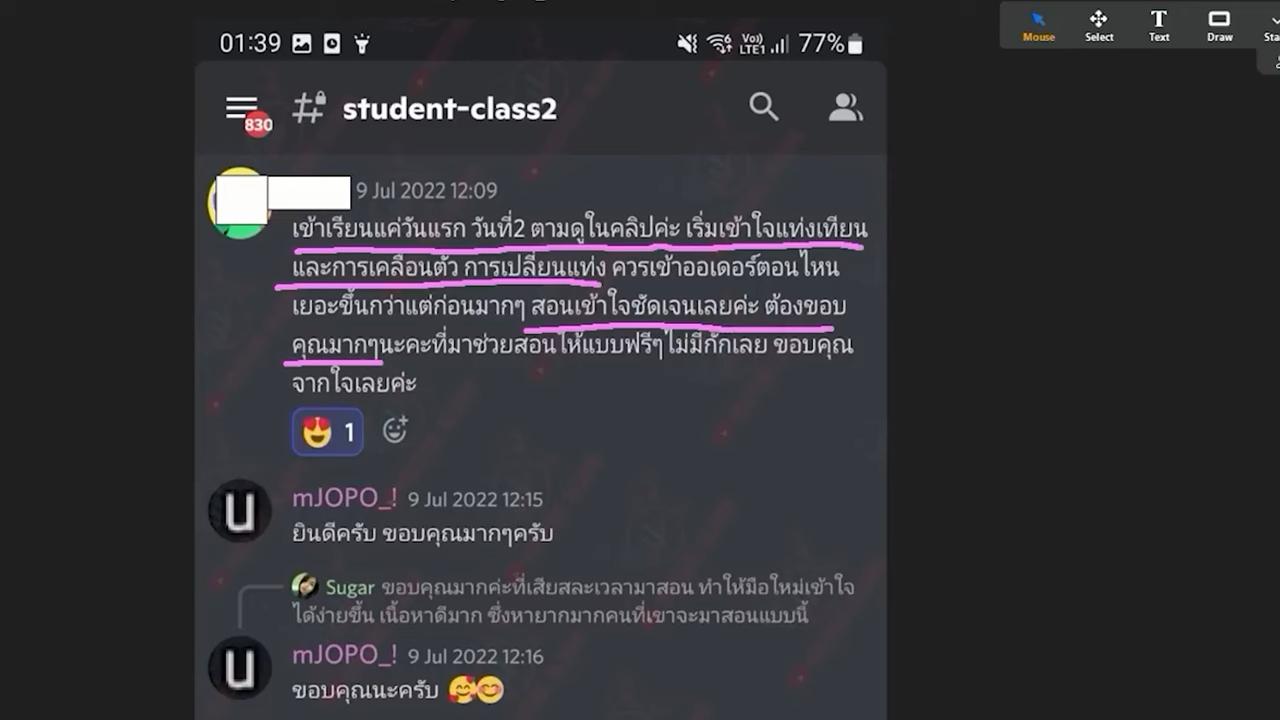 01:39
Vo))
LTE1
77%
Mouse
Select
Text
Draw
830
student-class2
9 Jul 2022 12:09
เข้าเรียนแค่วันแรก วันที่2 ตามดูในคลิปค่ะ เริ่มเข้าใจแท่งเทียน
และการเคลื่อนตัว การเปลี่ยนแท่ง ควรเข้าออเดอร์ตอนไหน
เยอะขึ้นกว่าแต่ก่อนมากๆ สอนเข้าใจชัดเจนเลยค่ะ ต้องขอบ
คุณมากๆนะคะที่มาช่วยสอนให้แบบฟรีๆไม่มีกั๊กเลย ขอบคุณ
จากใจเลยค่ะ
1
U
mJOPO_! 9 Jul 2022 12:15
ยินดีครับ ขอบคุณมากๆครับ
Sugar ขอบคุณมากค่ะที่เสียสละเวลามาสอน ทำให้มือใหม่เข้าใจ
ได้ง่ายขึ้น เนื้อหาดีมาก ซึ่งหายากมากคนที่เขาจะมาสอนแบบนี้
U
mJOPO_! 9 Jul 2022 12:16
ขอบคุณนะครับ